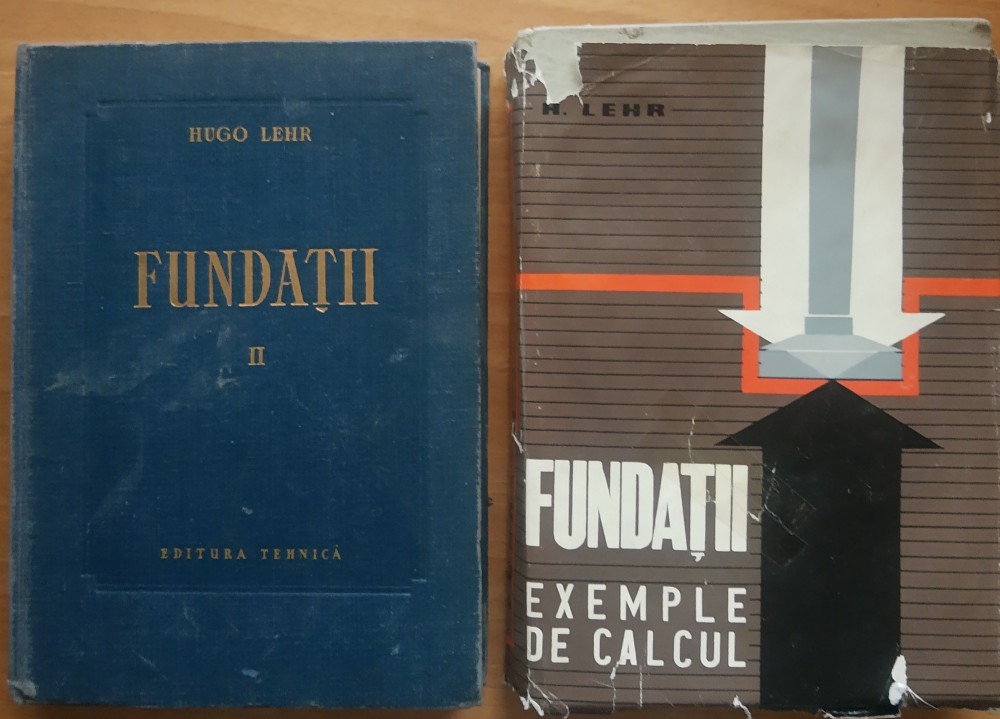 HUGO LEHR
FUNDAȚII
II
EDITURA TEHNICĂ
H. LEHR
FUNDAȚII
EXEMPLE
DE CALCUL